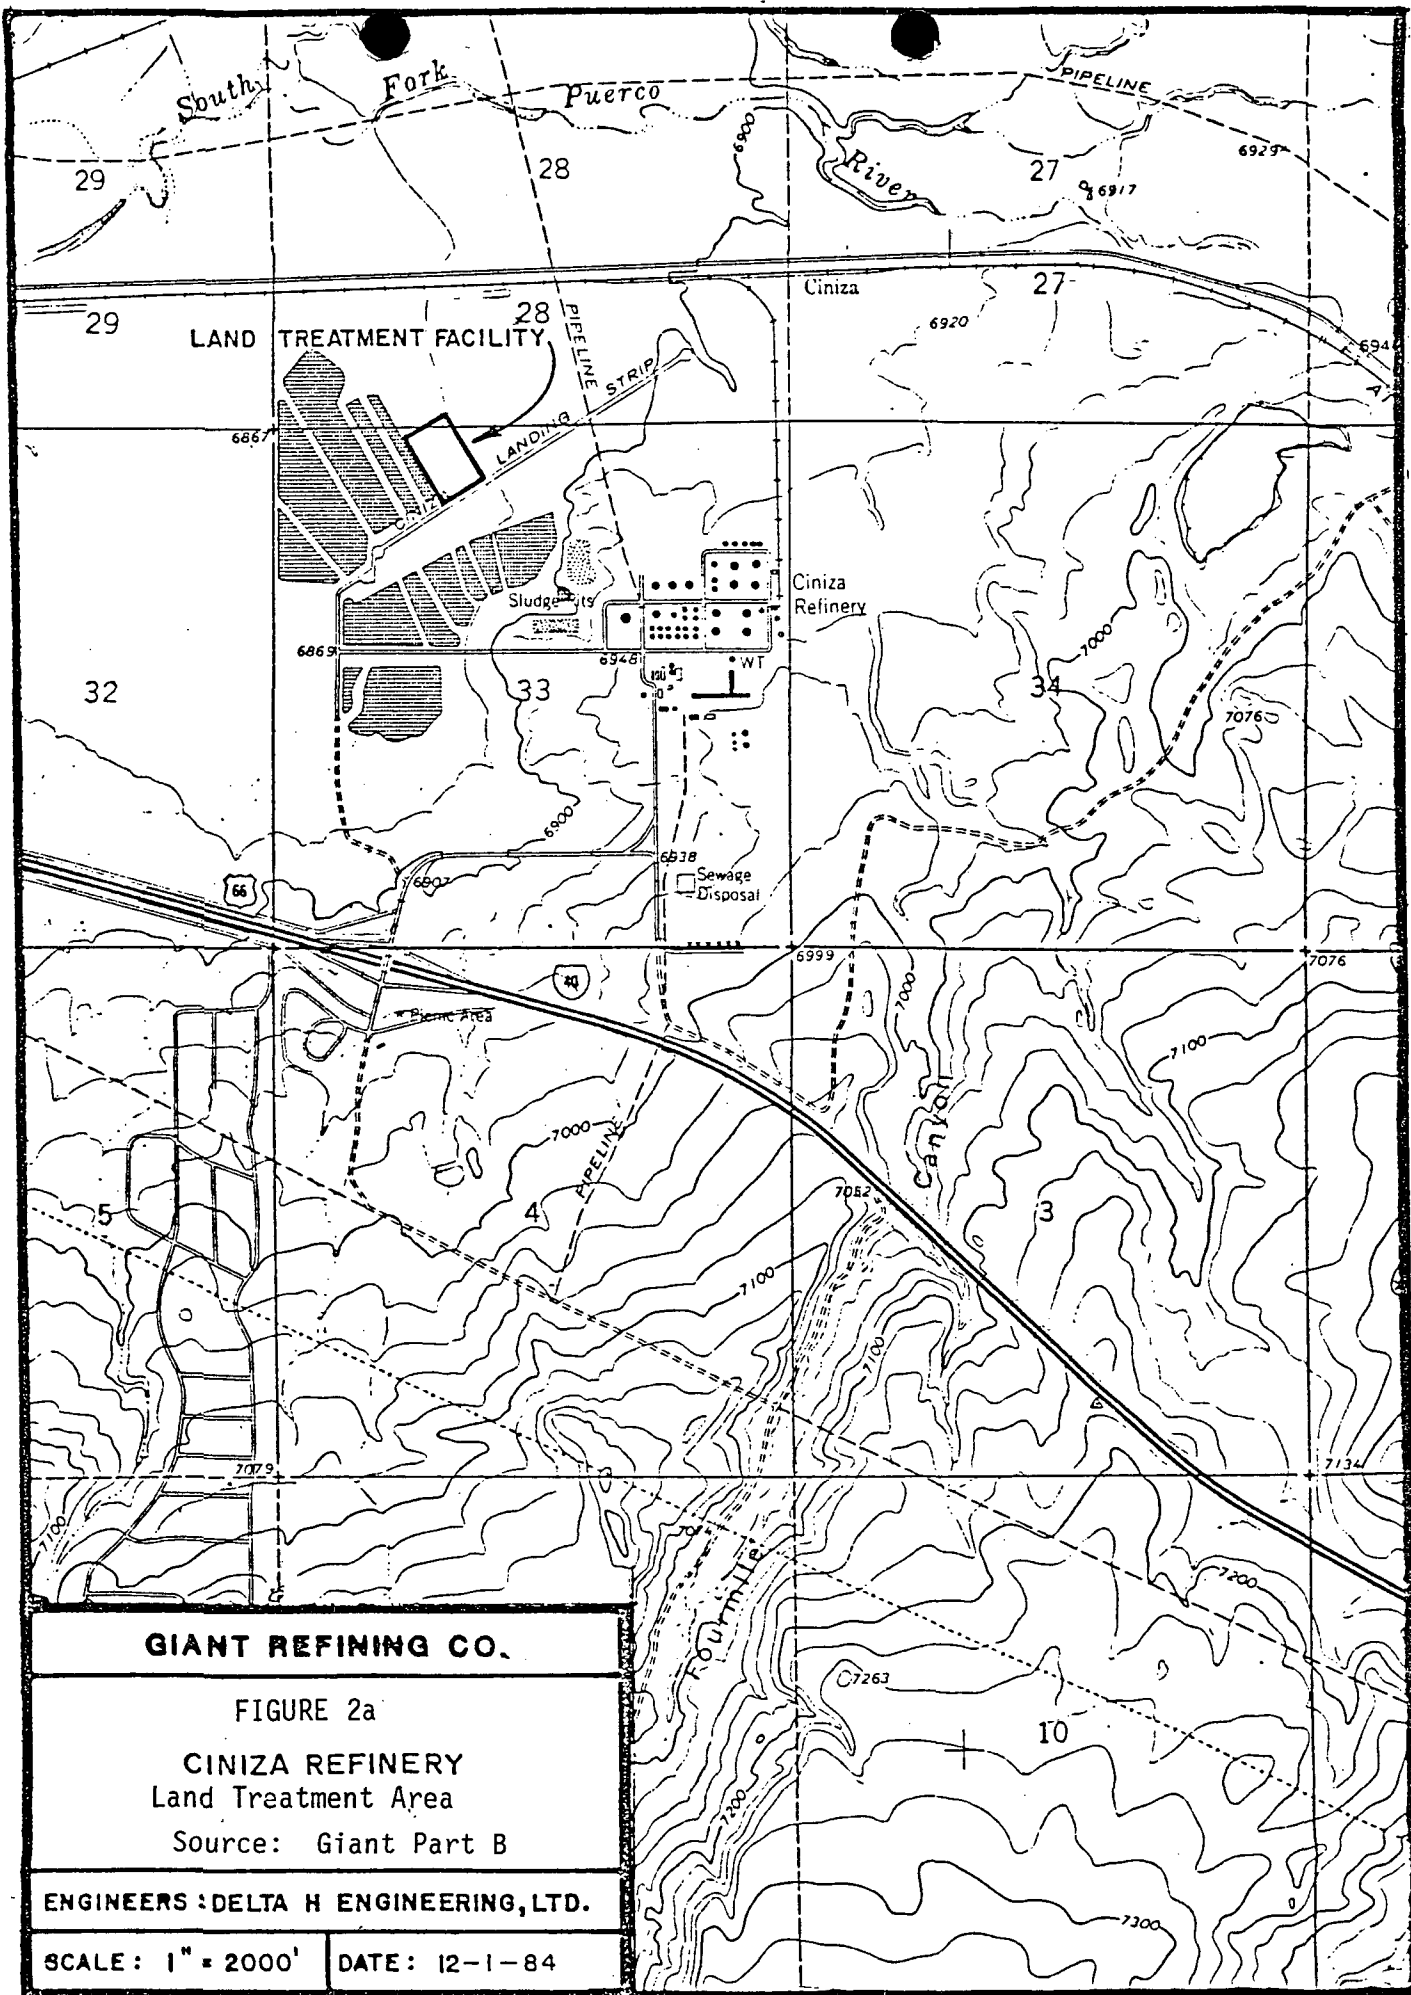 South Fork Puerco River
PIPELINE
6900
29
28
27
6929
6917
Ciniza
29
28
27
6920
LAND TREATMENT FACILITY
PIPELINE
LANDING STRIP
6867
Ciniza
Refinery
Sludge
6869
6948
WT
32
33
34
7000
7076
6900
6938
6907
66
Sewage
Disposal
40
6999
7076
7000
Picnic Area
7100
7000
PIPELINE
Canyon
7052
5
4
3
7100
7100
7079
7134
7100
7200
Fourmile
7263
10
7200
7300
GIANT REFINING CO.
FIGURE 2a
CINIZA REFINERY
Land Treatment Area
Source: Giant Part B
ENGINEERS: DELTA H ENGINEERING, LTD.
SCALE: 1" = 2000'
DATE: 12-1-84